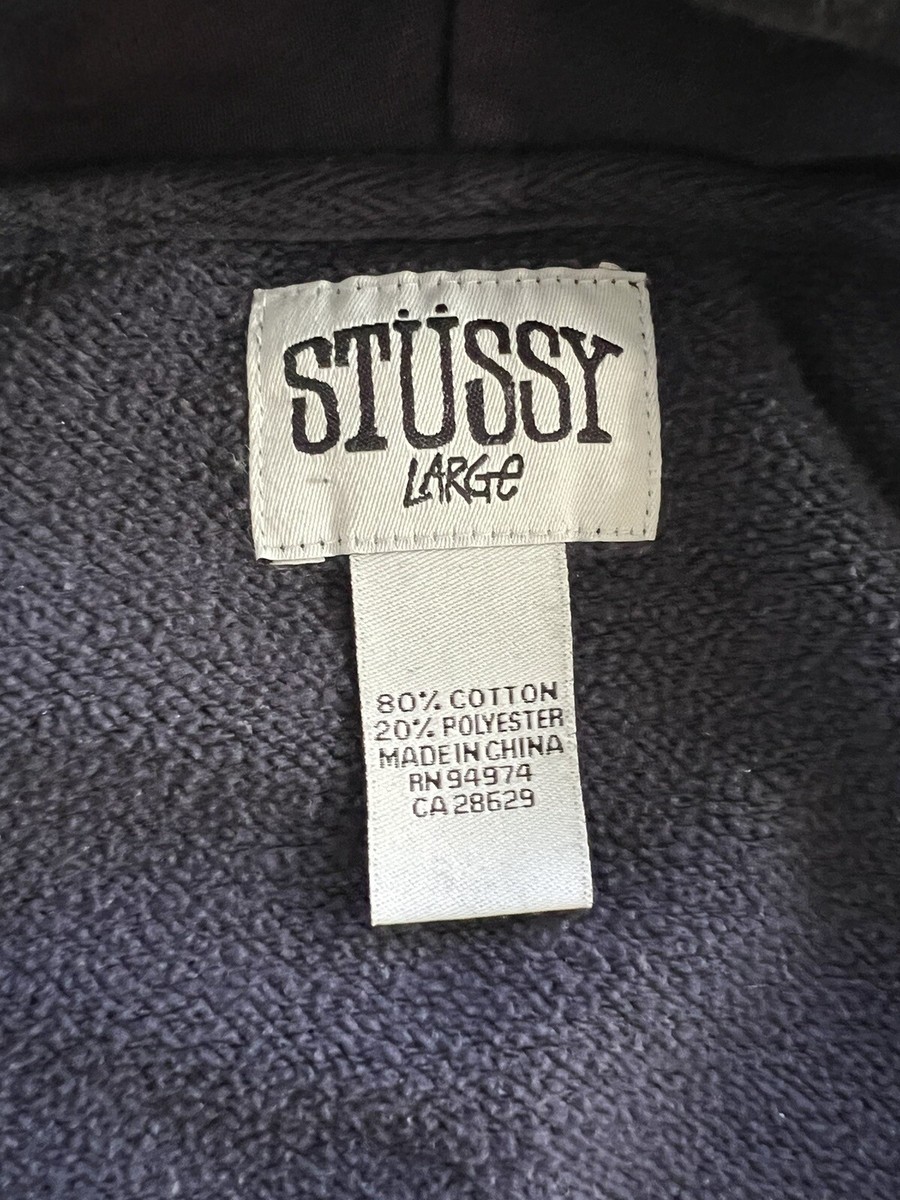 STÜSSY
LARGe
80% COTTON
20% POLYESTER
MADE IN CHINA
RN 94974
CA 28629